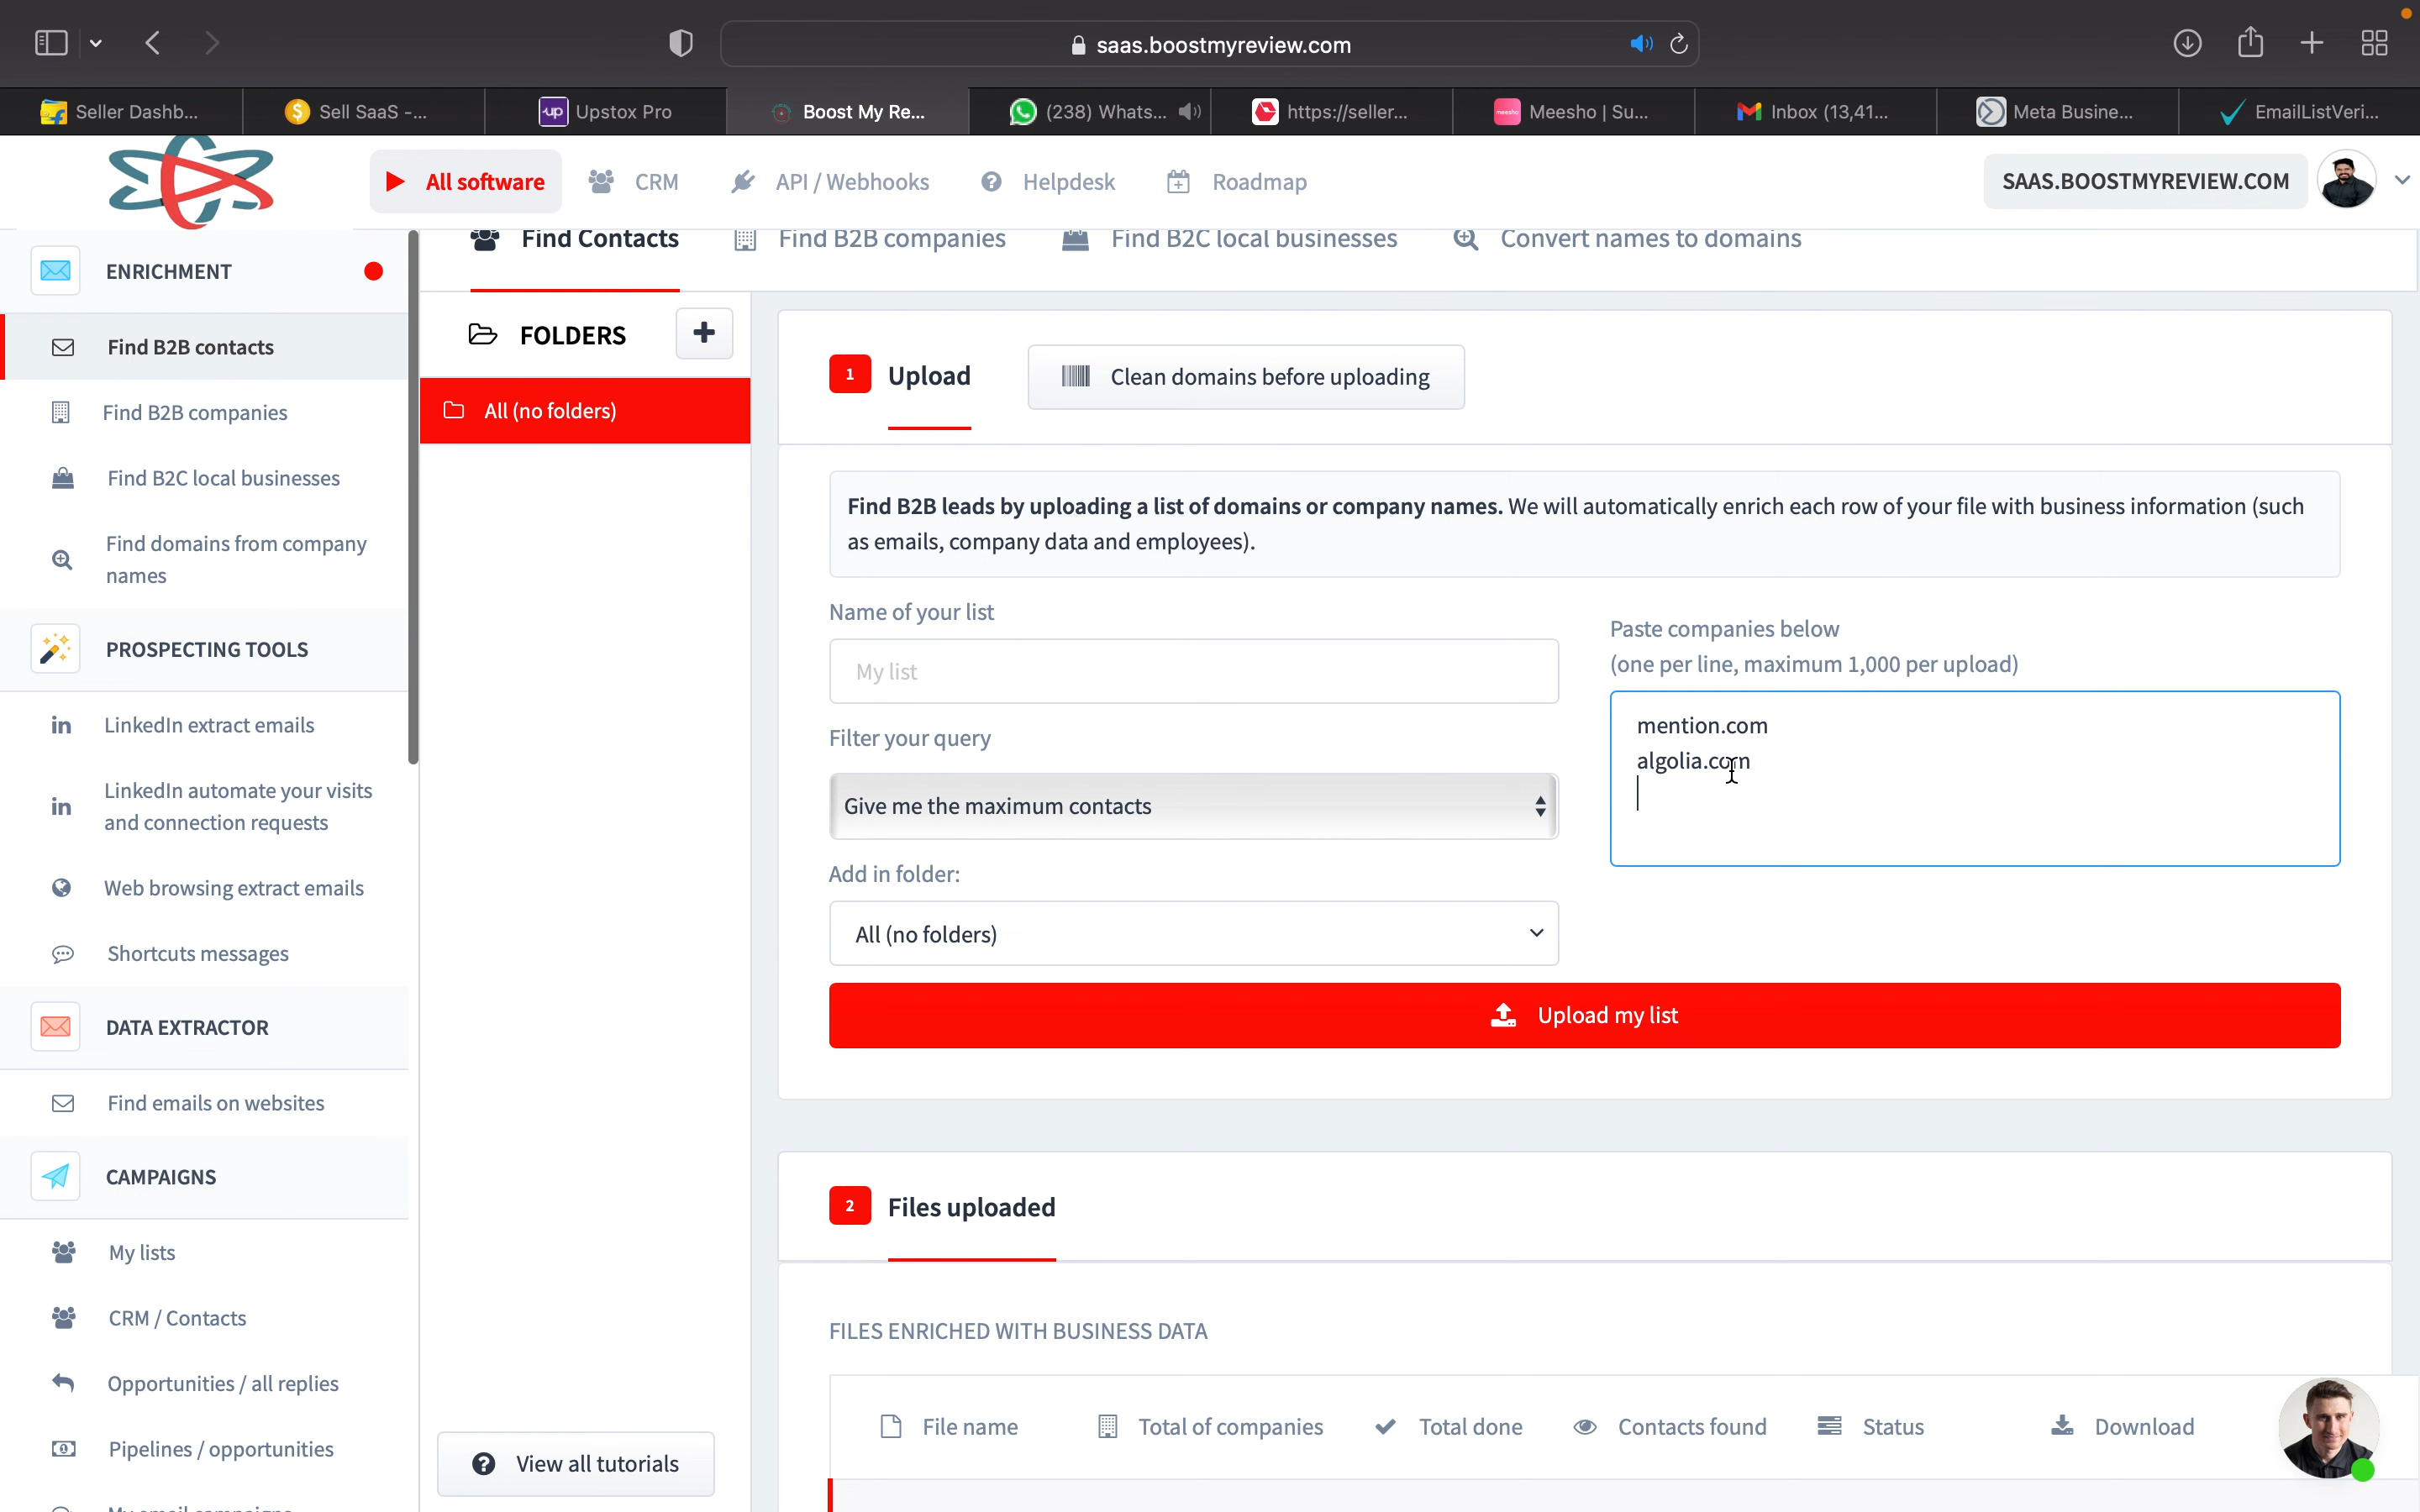 saas.boostmyreview.com
Seller Dashb...
Sell SaaS -...
Upstox Pro
Boost My Re...
(238) Whats...
https://seller...
Meesho | Su...
Inbox (13,41...
Meta Busine...
EmailListVeri...
All software
CRM
API / Webhooks
Helpdesk
Roadmap
SAAS.BOOSTMYREVIEW.COM
ENRICHMENT
Find B2B contacts
Find B2B companies
Find B2C local businesses
Find domains from company
names
PROSPECTING TOOLS
LinkedIn extract emails
LinkedIn automate your visits
and connection requests
Web browsing extract emails
Shortcuts messages
DATA EXTRACTOR
Find emails on websites
CAMPAIGNS
My lists
CRM / Contacts
Opportunities / all replies
Pipelines / opportunities
My email campaigns
Find Contacts
Find B2B companies
Find B2C local businesses
Convert names to domains
FOLDERS
All (no folders)
View all tutorials
1 Upload
Clean domains before uploading
Find B2B leads by uploading a list of domains or company names. We will automatically enrich each row of your file with business information (such
as emails, company data and employees).
Name of your list
My list
Filter your query
Give me the maximum contacts
Add in folder:
All (no folders)
Paste companies below
(one per line, maximum 1,000 per upload)
mention.com
algolia.com
Upload my list
2 Files uploaded
FILES ENRICHED WITH BUSINESS DATA
File name
Total of companies
Total done
Contacts found
Status
Download